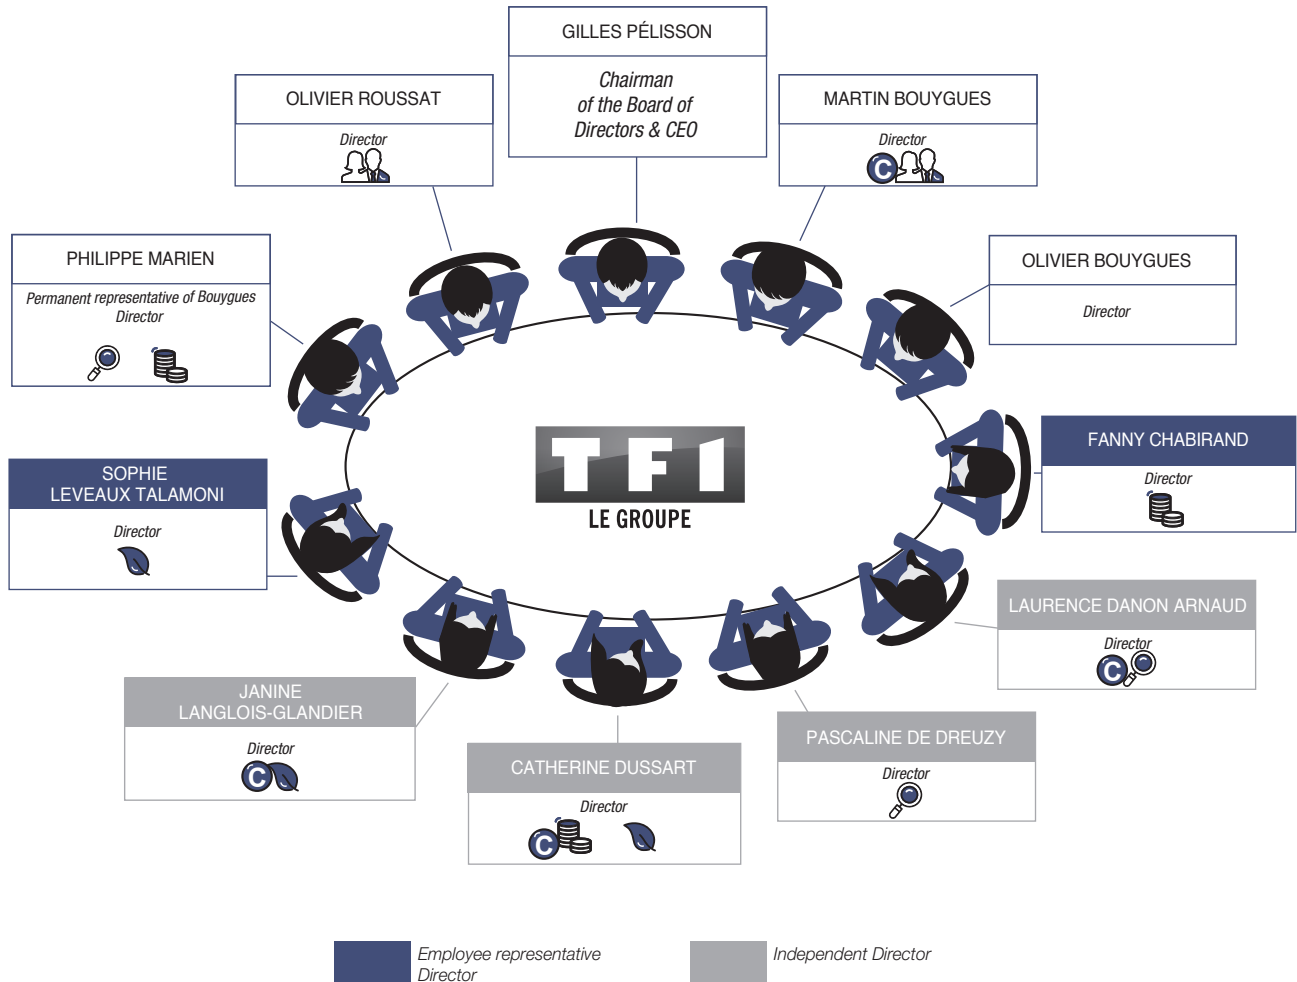 GILLES PÉLISSON
Chairman
of the Board of
Directors & CEO
OLIVIER ROUSSAT
Director
MARTIN BOUYGUES
Director
C
PHILIPPE MARIEN
Permanent representative of Bouygues
Director
OLIVIER BOUYGUES
Director
FANNY CHABIRAND
Director
SOPHIE
LEVEAUX TALAMONI
Director
TF1
LE GROUPE
LAURENCE DANON ARNAUD
Director
C
JANINE
LANGLOIS-GLANDIER
Director
C
CATHERINE DUSSART
Director
C
PASCALINE DE DREUZY
Director
Employee representative
Director
Independent Director